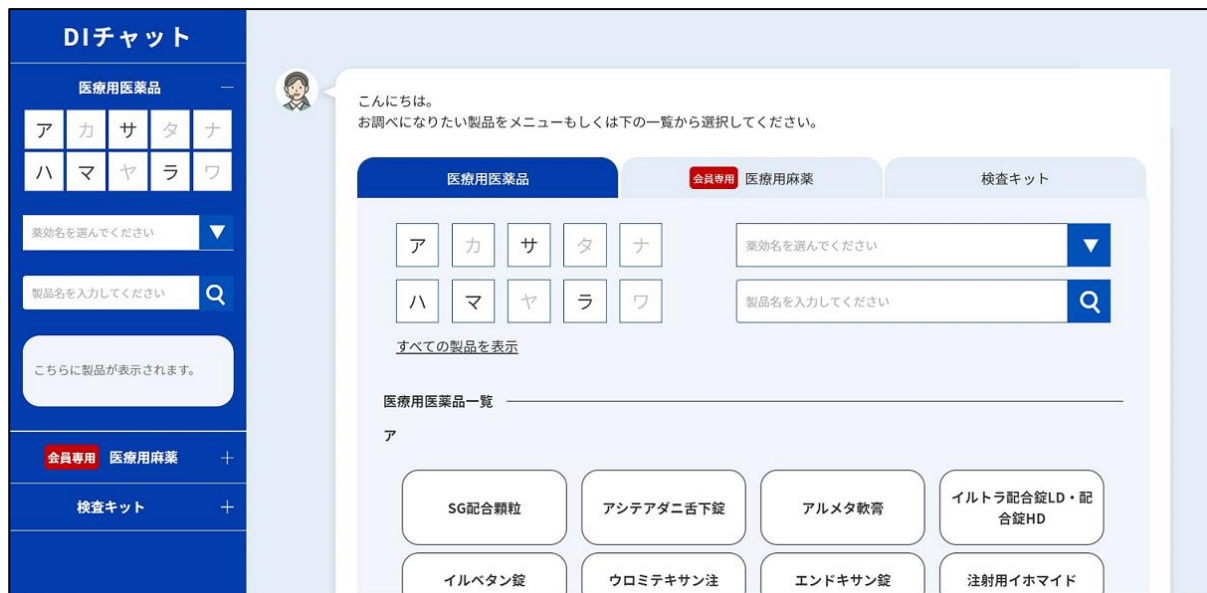 DIチャット
医療用医薬品
ア カ サ タ ナ
ハ マ ヤ ラ ワ
薬効名を選んでください
製品名を入力してください
こちらに製品が表示されます。
会員専用 医療用麻薬
検査キット
こんにちは。
お調べになりたい製品をメニューもしくは下の一覧から選択してください。
医療用医薬品 会員専用 医療用麻薬 検査キット
ア カ サ タ ナ 薬効名を選んでください
ハ マ ヤ ラ ワ 製品名を入力してください
すべての製品を表示
医療用医薬品一覧
ア
SG配合顆粒 アシテアダニ舌下錠 アルメタ軟膏 イルトラ配合錠LD・配
合錠HD
イルベタン錠 ウロミテキサン注 エンドキサン錠 注射用イホマイド